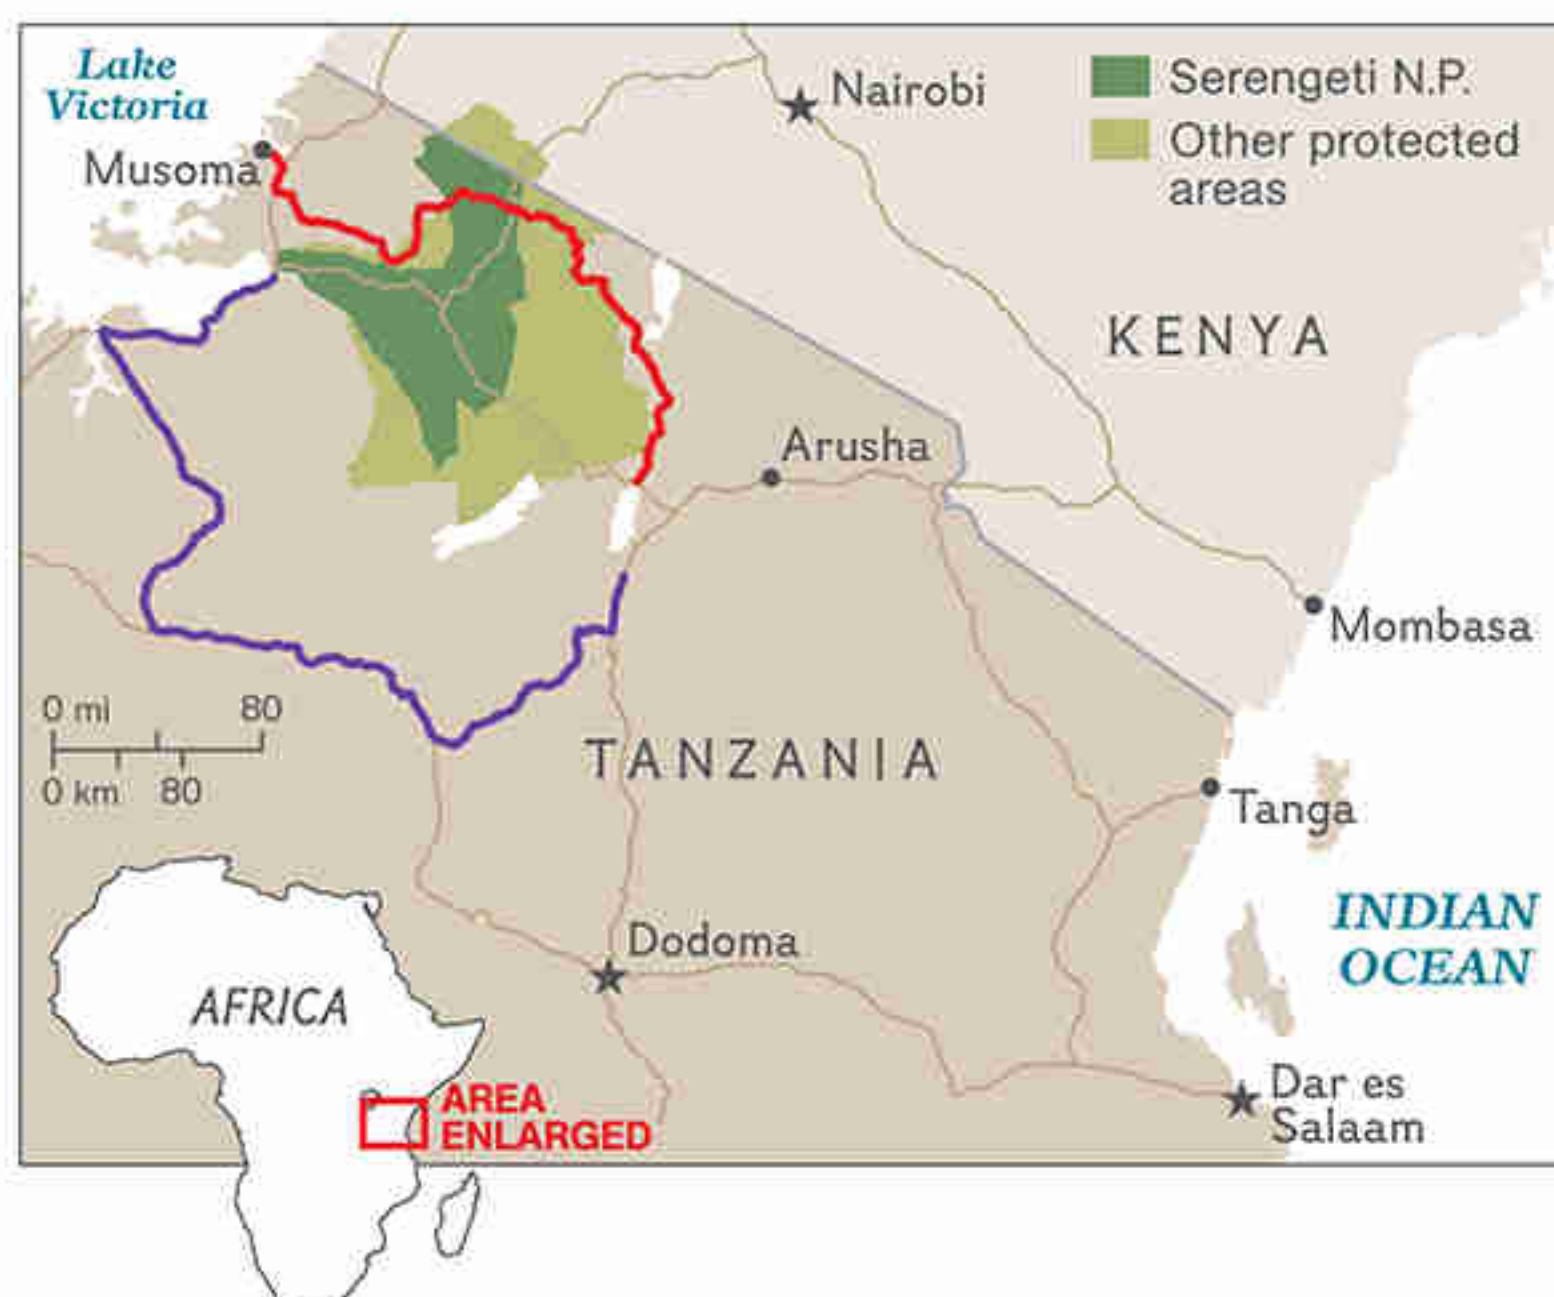 Lake
Victoria
Musoma
Nairobi
Serengeti N.P.
Other protected
areas
KENYA
Arusha
Mombasa
0 mi 80
0 km 80
TANZANIA
Tanga
Dodoma
INDIAN
OCEAN
AFRICA
AREA
ENLARGED
Dar es
Salaam